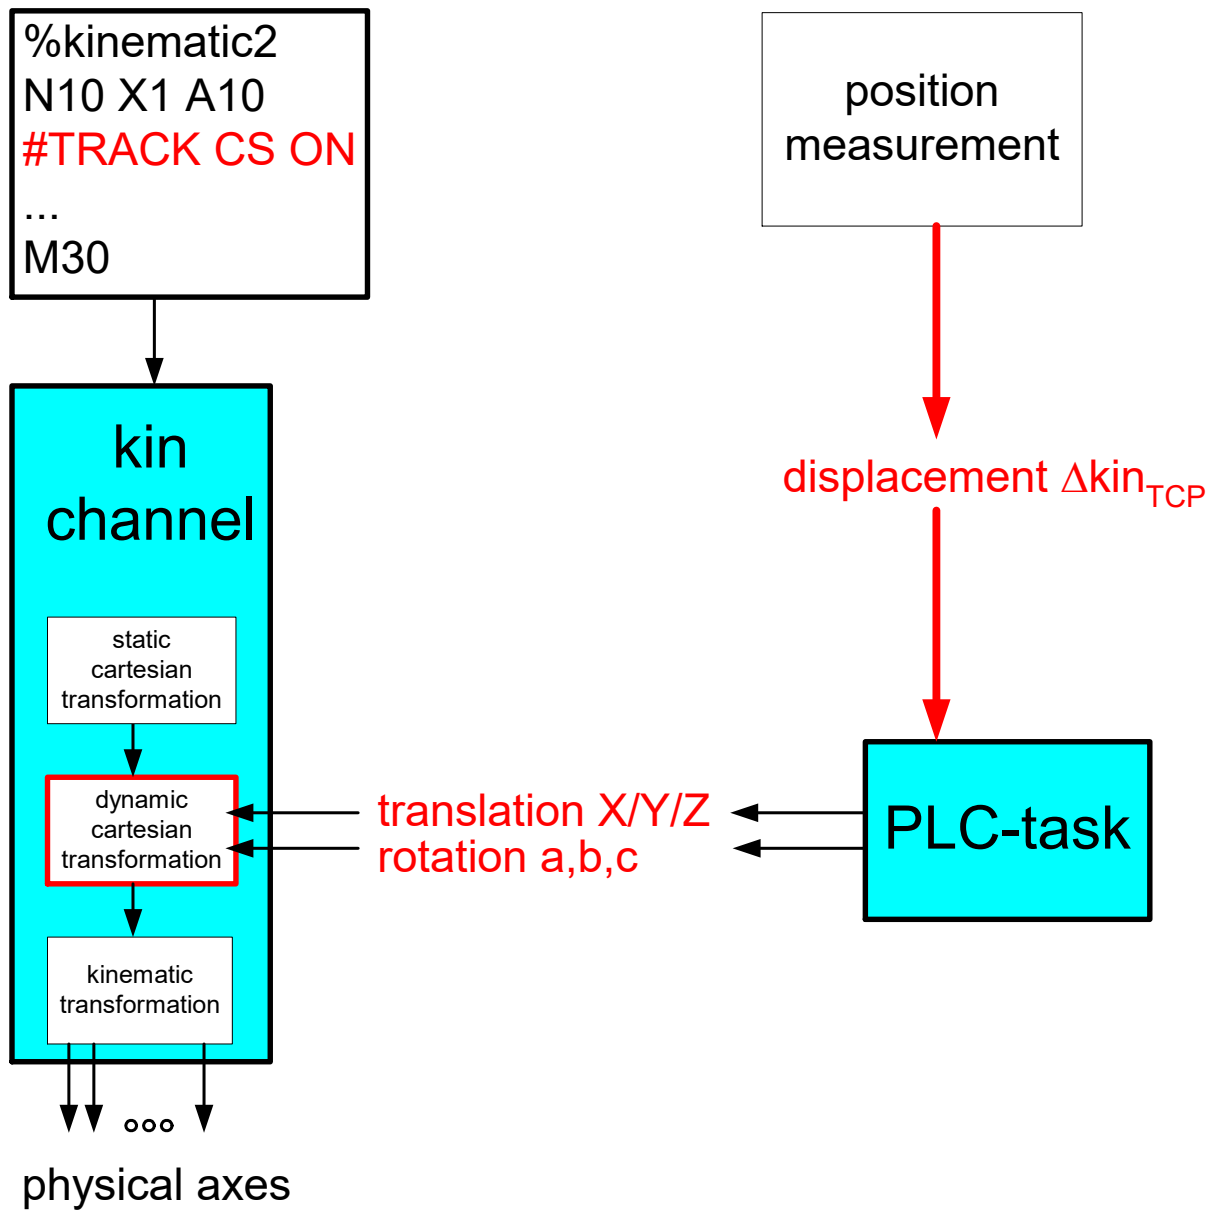 %kinematic2
N10 X1 A10
#TRACK CS ON
...
M30
position
measurement
kin
channel
displacement ΔkinTCP
static
cartesian
transformation
dynamic
cartesian
transformation
translation X/Y/Z
rotation a,b,c
PLC-task
kinematic
transformation
physical axes